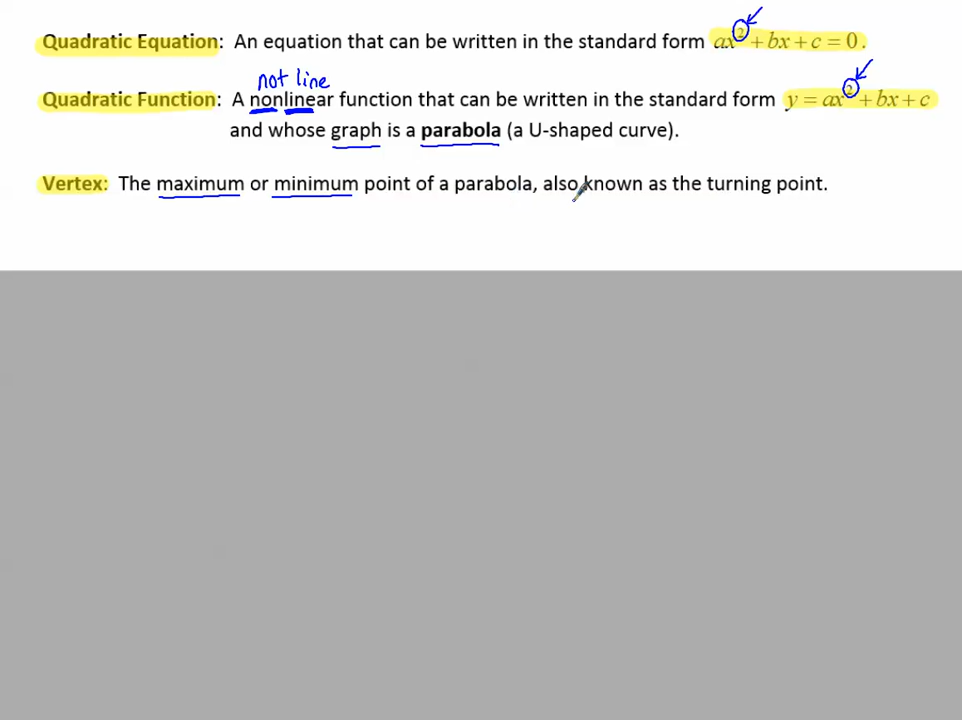 Quadratic Equation: An equation that can be written in the standard form ax² + bx + c = 0.
not line
Quadratic Function: A nonlinear function that can be written in the standard form y = ax² + bx + c
and whose graph is a parabola (a U-shaped curve).
Vertex: The maximum or minimum point of a parabola, also known as the turning point.